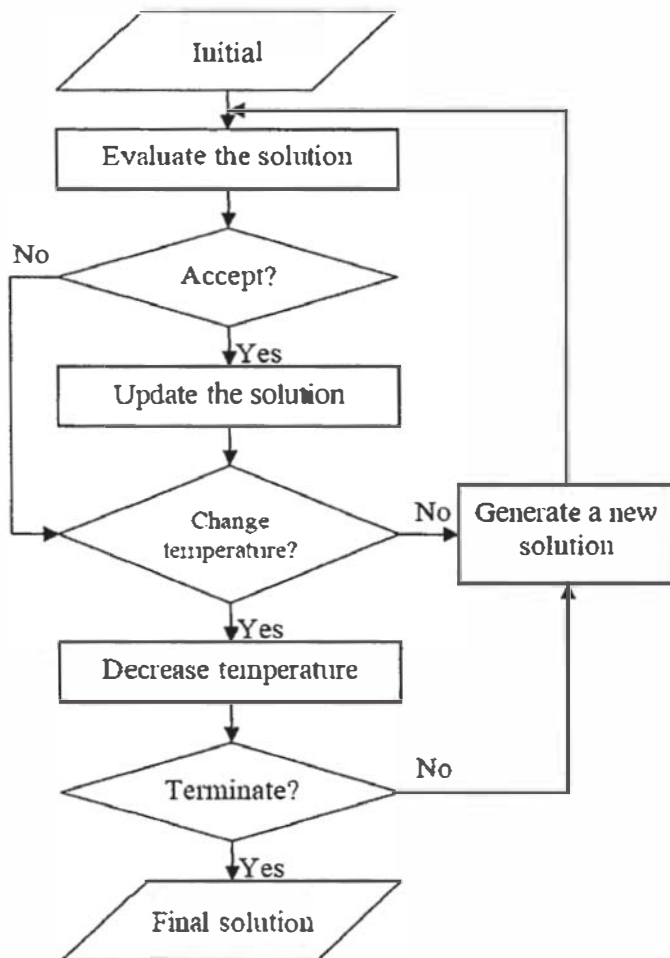 Initial
Evaluate the solution
No
Accept?
Yes
Update the solution
Change
temperature?
No
Generate a new
solution
Yes
Decrease temperature
No
Terminate?
Yes
Final solution